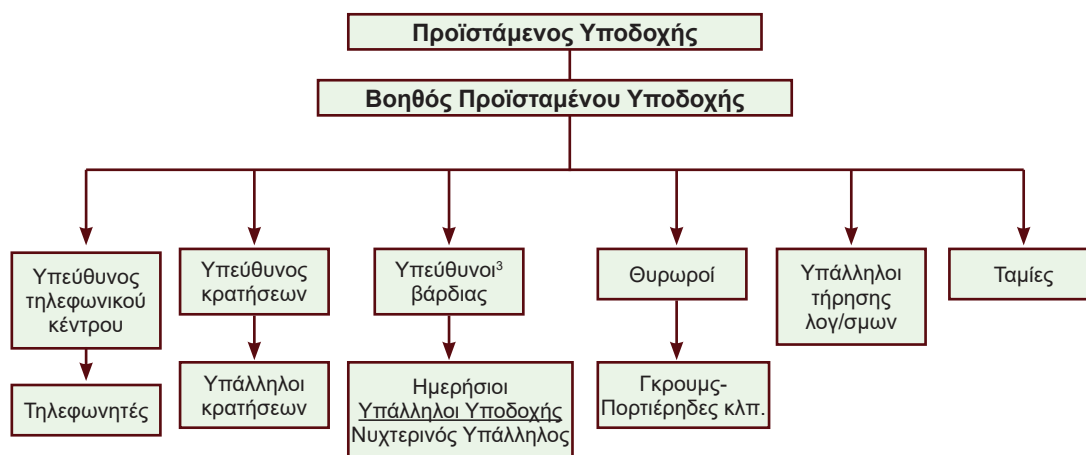 Προϊστάμενος Υποδοχής
Βοηθός Προϊσταμένου Υποδοχής
Υπεύθυνος
τηλεφωνικού
κέντρου
Υπεύθυνος
κρατήσεων
Υπεύθυνοι³
βάρδιας
Θυρωροί
Υπάλληλοι
τήρησης
λογ/σμων
Ταμίες
Τηλεφωνητές
Υπάλληλοι
κρατήσεων
Ημερήσιοι
Υπάλληλοι Υποδοχής
Νυχτερινός Υπάλληλος
Γκρουμς-
Πορτιέρηδες κλπ.